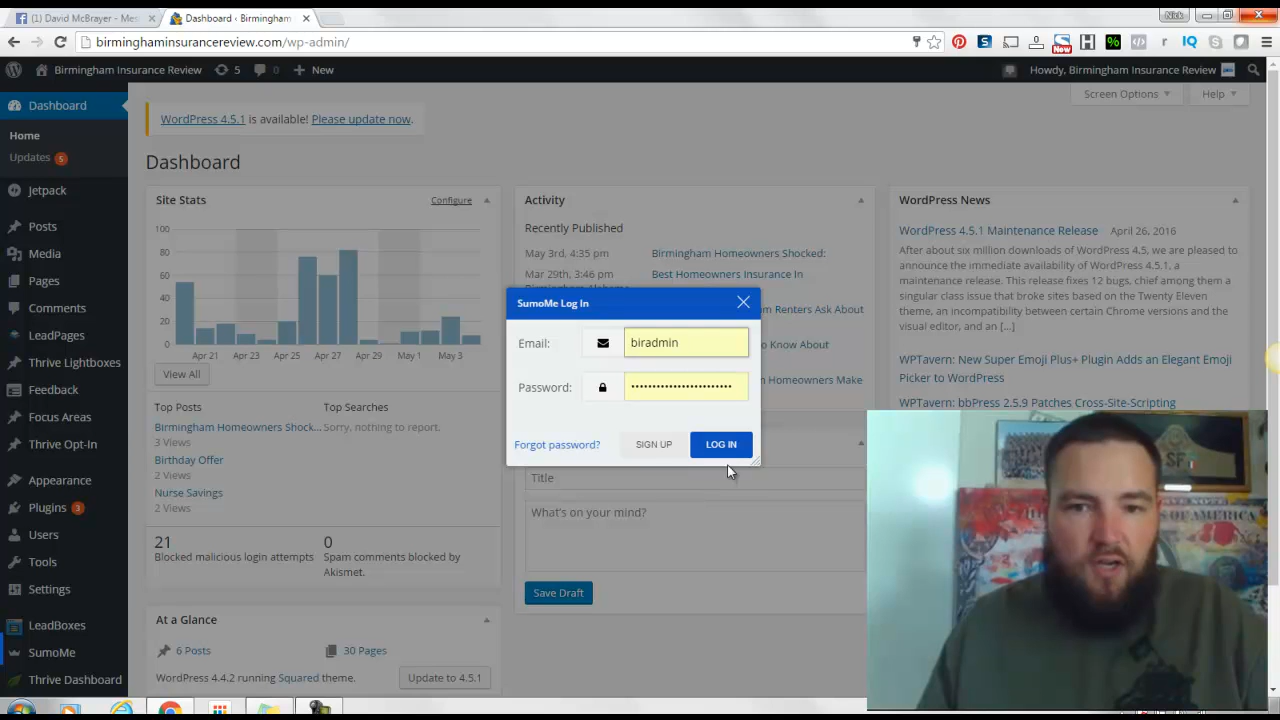 (1) David McBrayer -
Dashboard ‹ Birmingham
Nick
birminghaminsurancereview.com/wp-admin/
New
Birmingham Insurance Review
5
0
New
Howdy, Birmingham Insurance Review
Dashboard
Home
Updates 5
Jetpack
Posts
Media
Pages
Comments
LeadPages
Thrive Lightboxes
Feedback
Focus Areas
Thrive Opt-In
Appearance
Plugins 3
Users
Tools
Settings
LeadBoxes
SumoMe
Thrive Dashboard
Screen Options
Help
WordPress 4.5.1 is available! Please update now.
Dashboard
Site Stats
Configure
100
80
60
40
20
0
Apr 21 Apr 23 Apr 25 Apr 27 Apr 29 May 1 May 3
View All
Top Posts
Birmingham Homeowners Shock...
3 Views
Birthday Offer
2 Views
Nurse Savings
2 Views
Top Searches
Sorry, nothing to report.
21
Blocked malicious login attempts
0
Spam comments blocked by
Akismet.
At a Glance
6 Posts
30 Pages
WordPress 4.4.2 running Squared theme.
Update to 4.5.1
Activity
Recently Published
May 3rd, 4:35 pm
Birmingham Homeowners Shocked:
Mar 29th, 3:46 pm
Best Homeowners Insurance In
Renters Ask About
to Know About
Homeowners Make
SumoMe Log In
Email:
biradmin
Password:
Forgot password?
SIGN UP
LOG IN
Title
What's on your mind?
Save Draft
WordPress News
WordPress 4.5.1 Maintenance Release April 26, 2016
After about six million downloads of WordPress 4.5, we are pleased to
announce the immediate availability of WordPress 4.5.1, a
maintenance release. This release fixes 12 bugs, chief among them a
singular class issue that broke sites based on the Twenty Eleven
theme, an incompatibility between certain Chrome versions and the
visual editor, and an [...]
WPTavern: New Super Emoji Plus+ Plugin Adds an Elegant Emoji
Picker to WordPress
WPTavern: bbPress 2.5.9 Patches Cross-Site-Scripting
SF
OF AMERICA